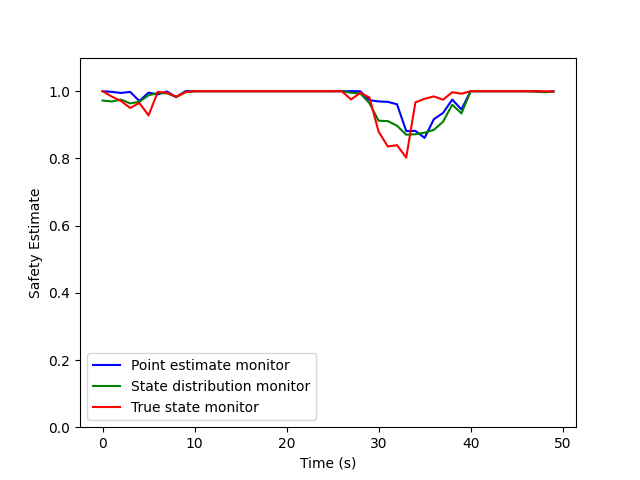 1.0
0.8
0.6
0.4
0.2
0.0
Safety Estimate
Point estimate monitor
State distribution monitor
True state monitor
0 10 20 30 40 50
Time (s)